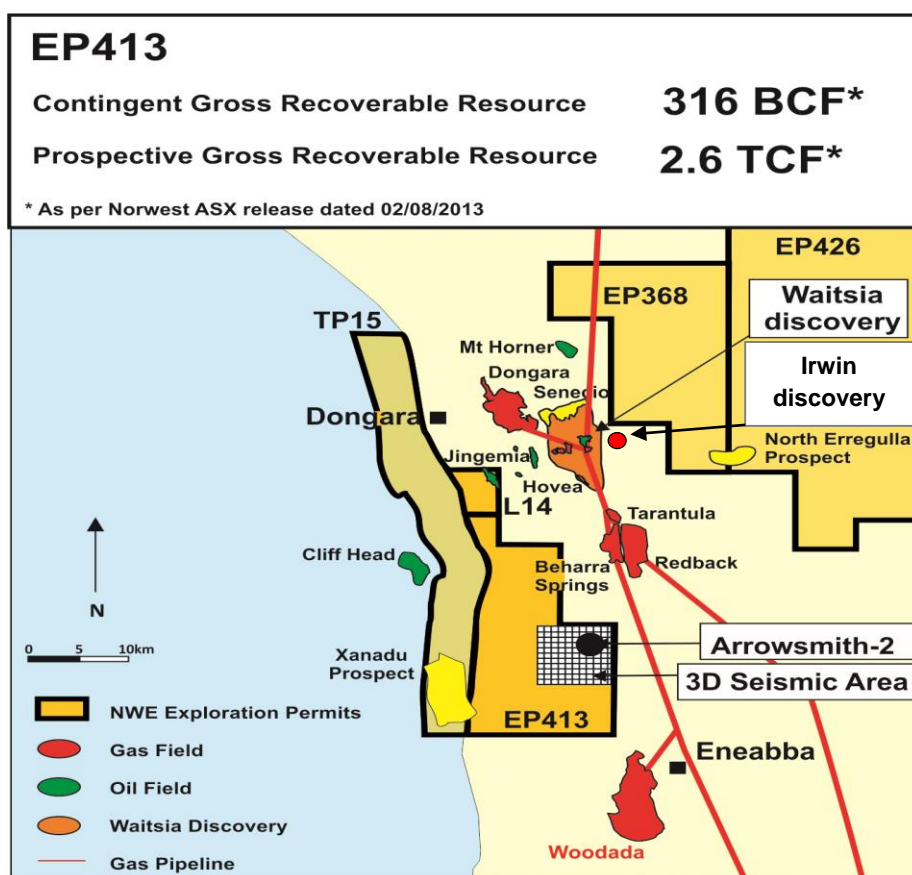 EP413
Contingent Gross Recoverable Resource 316 BCF*
Prospective Gross Recoverable Resource 2.6 TCF*
* As per Norwest ASX release dated 02/08/2013
EP426
EP368
Waitsia
discovery
TP15
Mt Horner
Dongara
Senecio
Irwin
discovery
Dongara
North Erregulla
Prospect
Jingemia
Hovea
L14
Tarantula
Cliff Head
Beharra
Springs
Redback
N
0 5 10km
Xanadu
Prospect
Arrowsmith-2
3D Seismic Area
EP413
NWE Exploration Permits
Gas Field
Eneabba
Oil Field
Waitsia Discovery
Woodada
Gas Pipeline